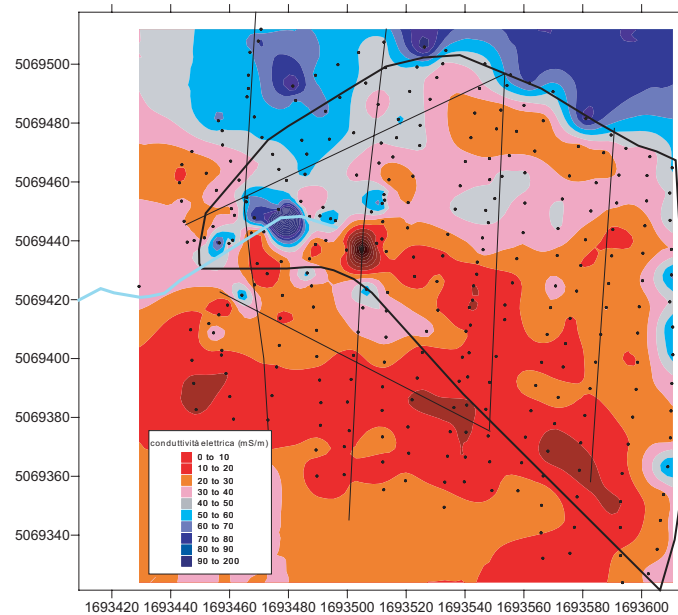 5069500
5069480
5069460
5069440
5069420
5069400
5069380
5069360
5069340
conduttività elettrica (mS/m)
0 to 10
10 to 20
20 to 30
30 to 40
40 to 50
50 to 60
60 to 70
70 to 80
80 to 90
90 to 200
1693420 1693440 1693460 1693480 1693500 1693520 1693540 1693560 1693580 1693600